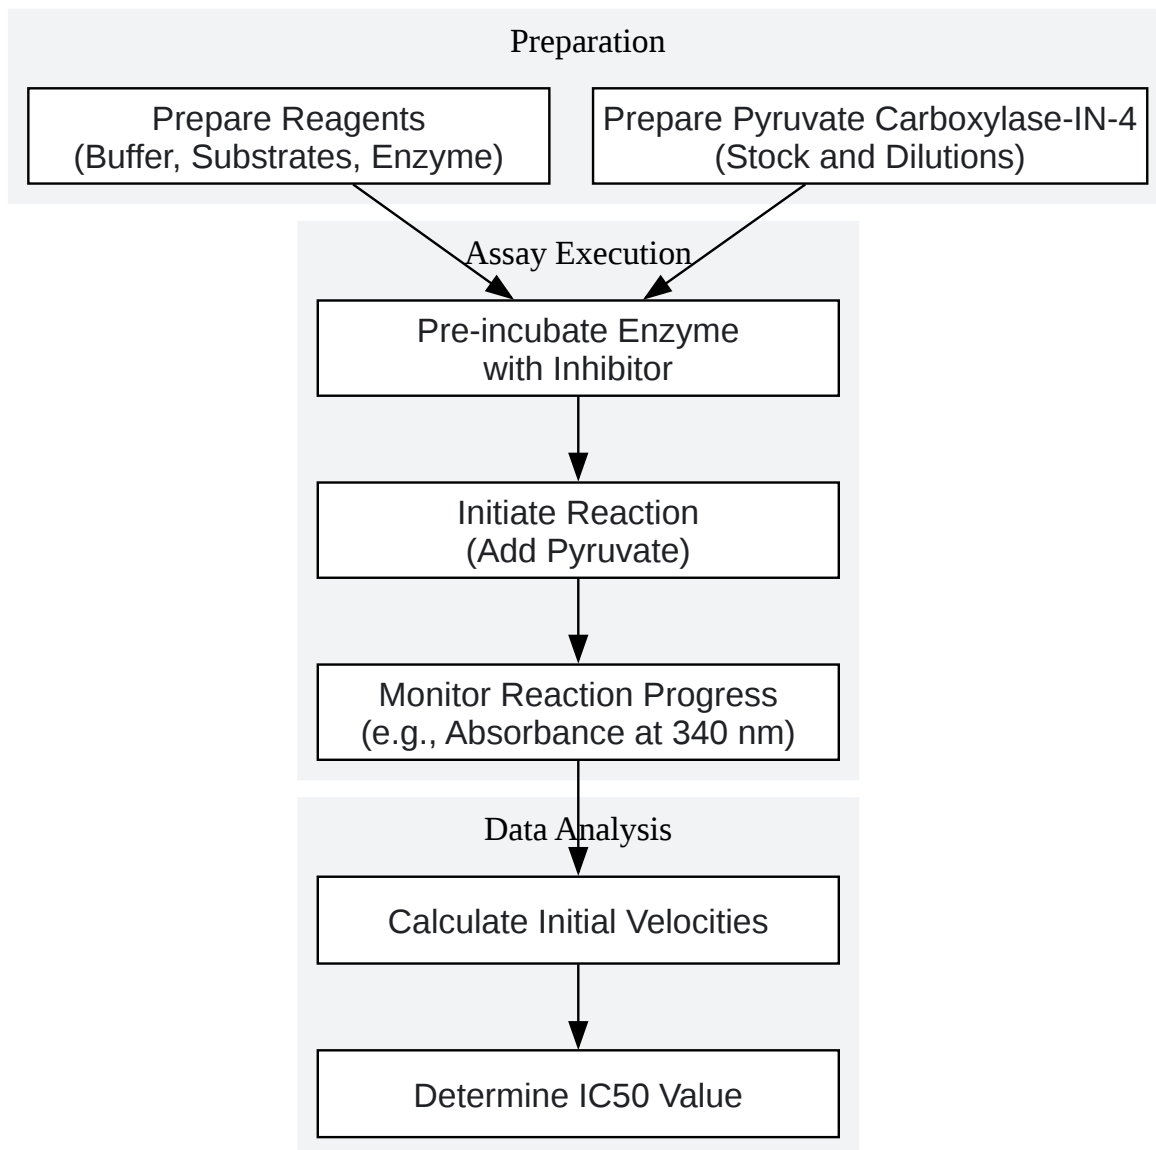 Preparation
Prepare Reagents
(Buffer, Substrates, Enzyme)
Prepare Pyruvate Carboxylase-IN-4
(Stock and Dilutions)
Assay Execution
Pre-incubate Enzyme
with Inhibitor
Initiate Reaction
(Add Pyruvate)
Monitor Reaction Progress
(e.g., Absorbance at 340 nm)
Data Analysis
Calculate Initial Velocities
Determine IC50 Value